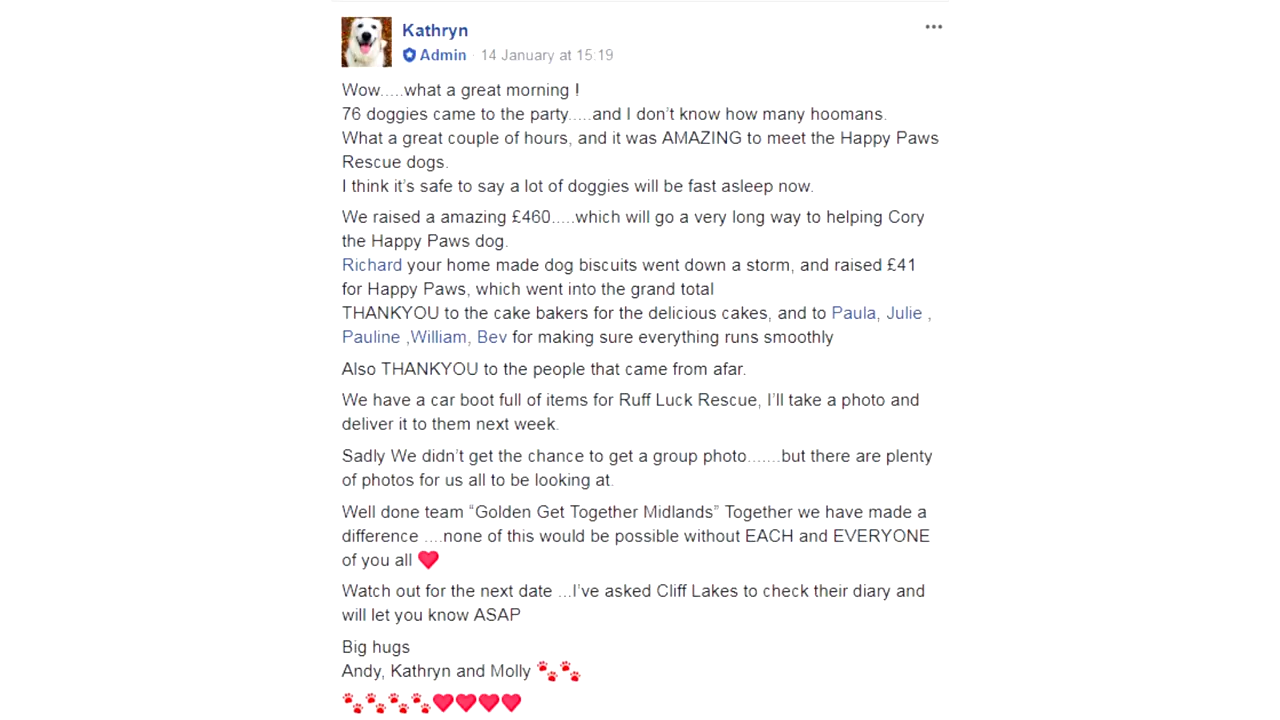 Kathryn
Admin · 14 January at 15:19
Wow.....what a great morning !
76 doggies came to the party.....and I don't know how many hoomans.
What a great couple of hours, and it was AMAZING to meet the Happy Paws
Rescue dogs.
I think it's safe to say a lot of doggies will be fast asleep now.
We raised a amazing £460.....which will go a very long way to helping Cory
the Happy Paws dog.
Richard your home made dog biscuits went down a storm, and raised £41
for Happy Paws, which went into the grand total
THANKYOU to the cake bakers for the delicious cakes, and to Paula, Julie ,
Pauline ,William, Bev for making sure everything runs smoothly
Also THANKYOU to the people that came from afar.
We have a car boot full of items for Ruff Luck Rescue, I'll take a photo and
deliver it to them next week.
Sadly We didn't get the chance to get a group photo.......but there are plenty
of photos for us all to be looking at.
Well done team “Golden Get Together Midlands” Together we have made a
difference ....none of this would be possible without EACH and EVERYONE
of you all ❤️
Watch out for the next date ...I've asked Cliff Lakes to check their diary and
will let you know ASAP
Big hugs
Andy, Kathryn and Molly 🐾🐾
🐾🐾🐾🐾❤️❤️❤️❤️